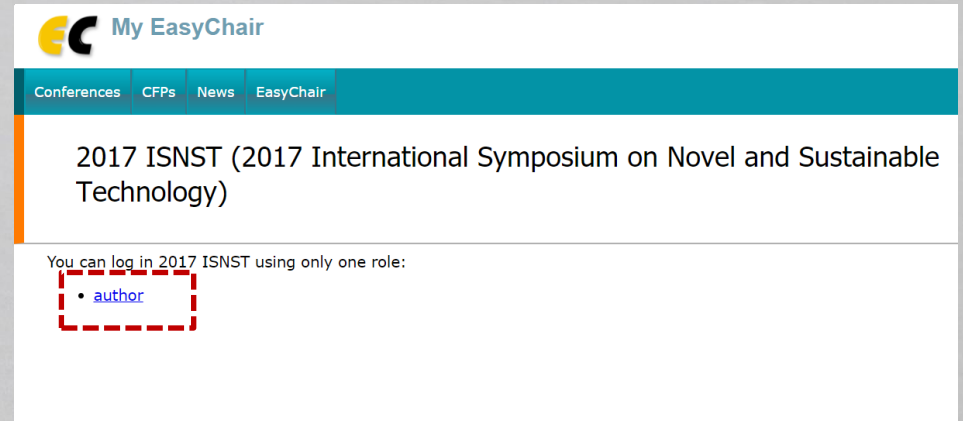 EC My EasyChair
Conferences CFPs News EasyChair
2017 ISNST (2017 International Symposium on Novel and Sustainable
Technology)
You can log in 2017 ISNST using only one role:
• author